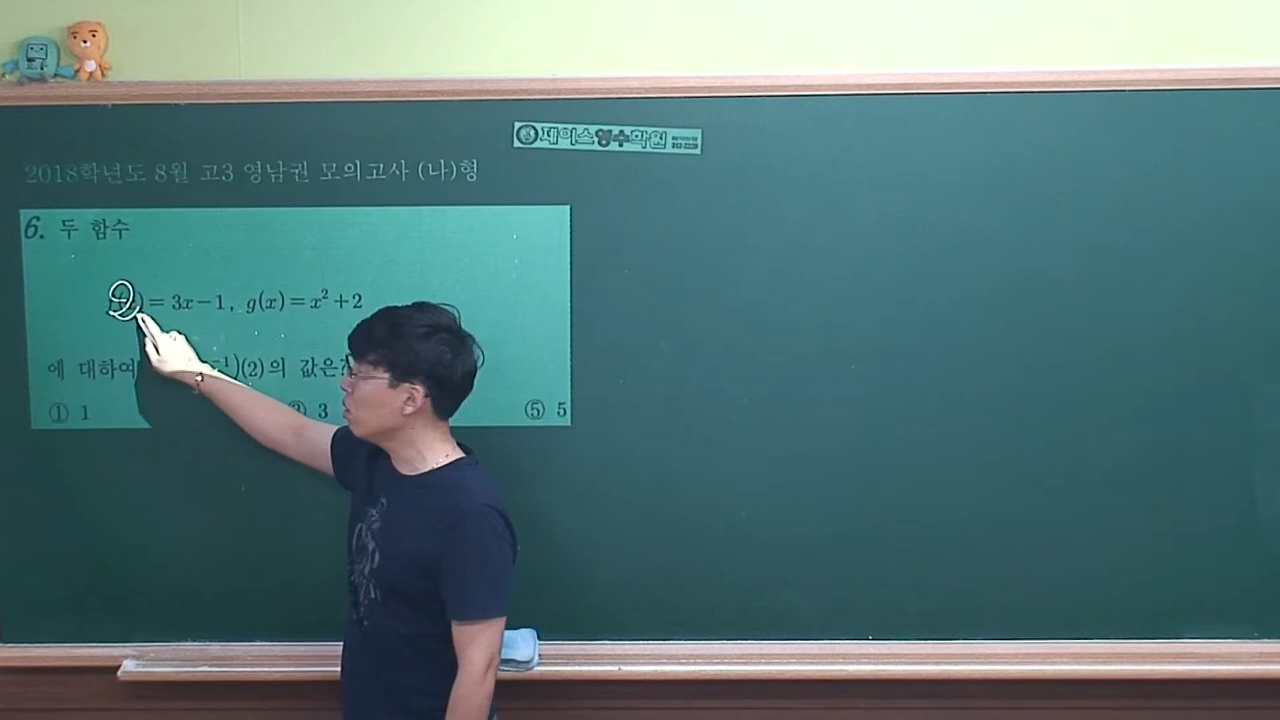 제이스영수학원
2018학년도 8월 고3 영남권 모의고사 (나)형
6. 두 함수
= 3x−1, g(x)=x²+2
에 대하여 ⁻¹)(2)의 값은?
① 1 ③ 3 ⑤ 5